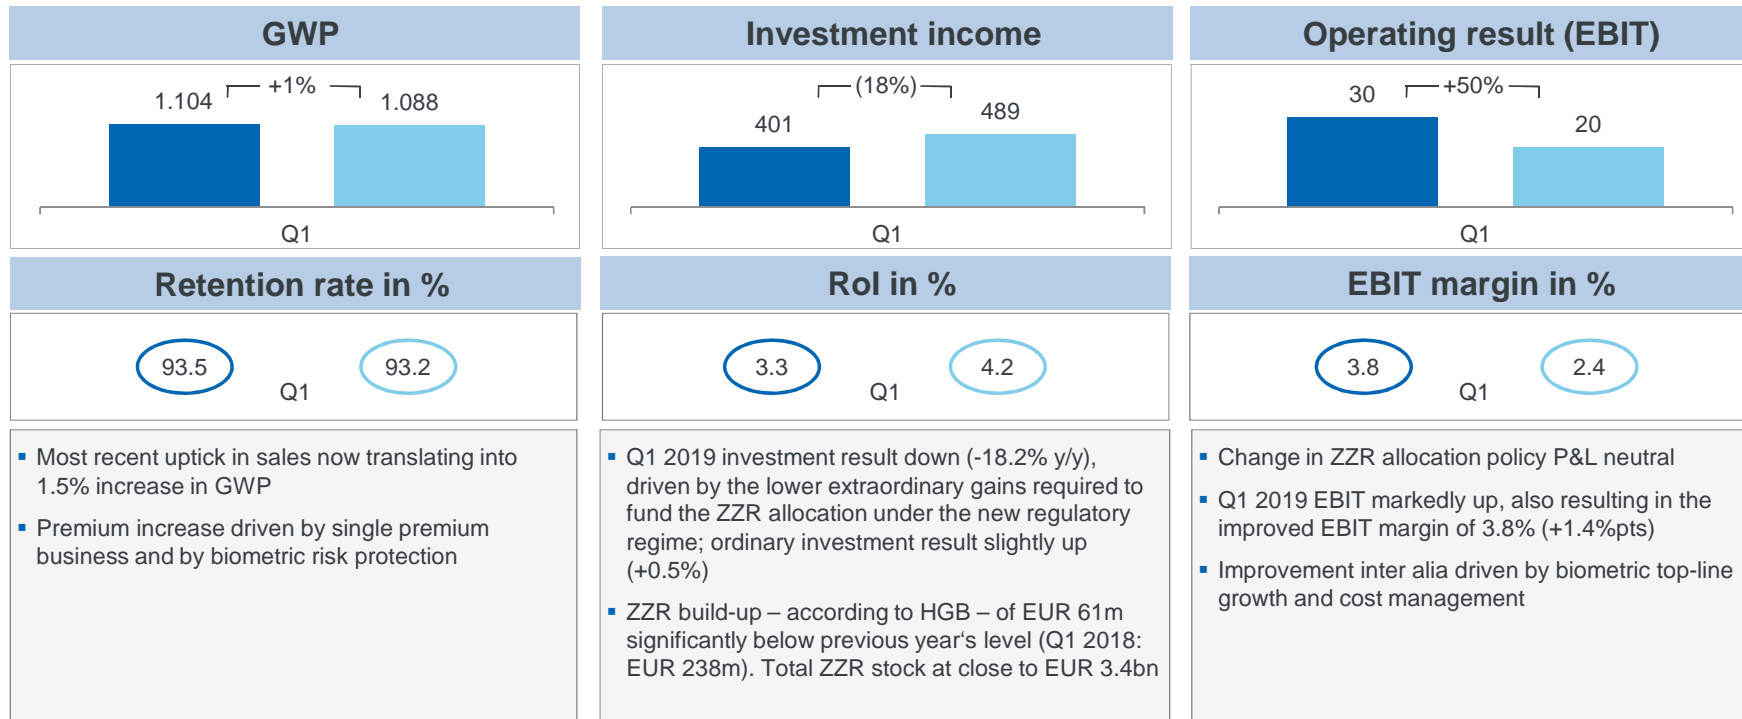 GWP
1.104
+1%
1.088
Q1
Investment income
401
(18%)
489
Q1
Operating result (EBIT)
30
+50%
20
Q1
Retention rate in %
93.5
93.2
Q1
RoI in %
3.3
4.2
Q1
EBIT margin in %
3.8
2.4
Q1
▪ Most recent uptick in sales now translating into
1.5% increase in GWP
▪ Premium increase driven by single premium
business and by biometric risk protection
▪ Q1 2019 investment result down (-18.2% y/y),
driven by the lower extraordinary gains required to
fund the ZZR allocation under the new regulatory
regime; ordinary investment result slightly up
(+0.5%)
▪ ZZR build-up – according to HGB – of EUR 61m
significantly below previous year‘s level (Q1 2018:
EUR 238m). Total ZZR stock at close to EUR 3.4bn
▪ Change in ZZR allocation policy P&L neutral
▪ Q1 2019 EBIT markedly up, also resulting in the
improved EBIT margin of 3.8% (+1.4%pts)
▪ Improvement inter alia driven by biometric top-line
growth and cost management